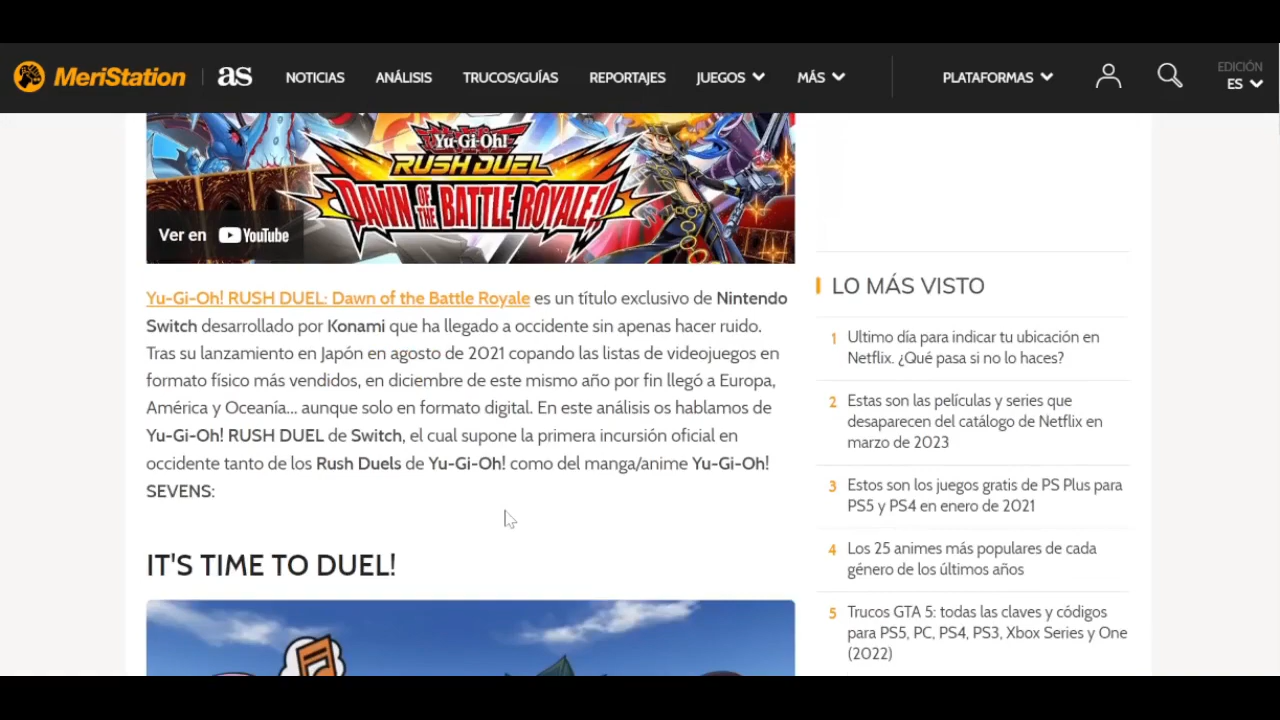 MeriStation
as
NOTICIAS
ANÁLISIS
TRUCOS/GUÍAS
REPORTAJES
JUEGOS
MÁS
PLATAFORMAS
EDICIÓN
ES
Yu-Gi-Oh!
RUSH DUEL
DAWN OF THE BATTLE ROYALE!!
Ver en YouTube
Yu-Gi-Oh! RUSH DUEL: Dawn of the Battle Royale es un título exclusivo de Nintendo
Switch desarrollado por Konami que ha llegado a occidente sin apenas hacer ruido.
Tras su lanzamiento en Japón en agosto de 2021 copando las listas de videojuegos en
formato físico más vendidos, en diciembre de este mismo año por fin llegó a Europa,
América y Oceanía... aunque solo en formato digital. En este análisis os hablamos de
Yu-Gi-Oh! RUSH DUEL de Switch, el cual supone la primera incursión oficial en
occidente tanto de los Rush Duels de Yu-Gi-Oh! como del manga/anime Yu-Gi-Oh!
SEVENS:
IT'S TIME TO DUEL!
LO MÁS VISTO
1 Ultimo día para indicar tu ubicación en
Netflix. ¿Qué pasa si no lo haces?
2 Estas son las películas y series que
desaparecen del catálogo de Netflix en
marzo de 2023
3 Estos son los juegos gratis de PS Plus para
PS5 y PS4 en enero de 2021
4 Los 25 animes más populares de cada
género de los últimos años
5 Trucos GTA 5: todas las claves y códigos
para PS5, PC, PS4, PS3, Xbox Series y One
(2022)